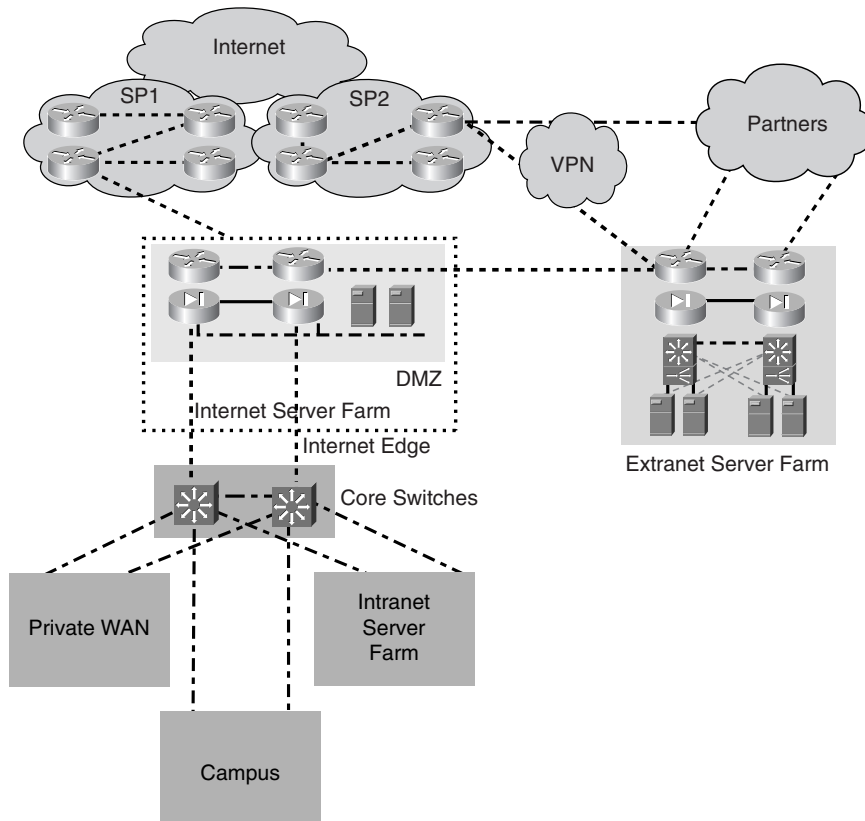 Internet
SP1
SP2
Partners
VPN
DMZ
Internet Server Farm
Internet Edge
Extranet Server Farm
Core Switches
Private WAN
Intranet
Server
Farm
Campus